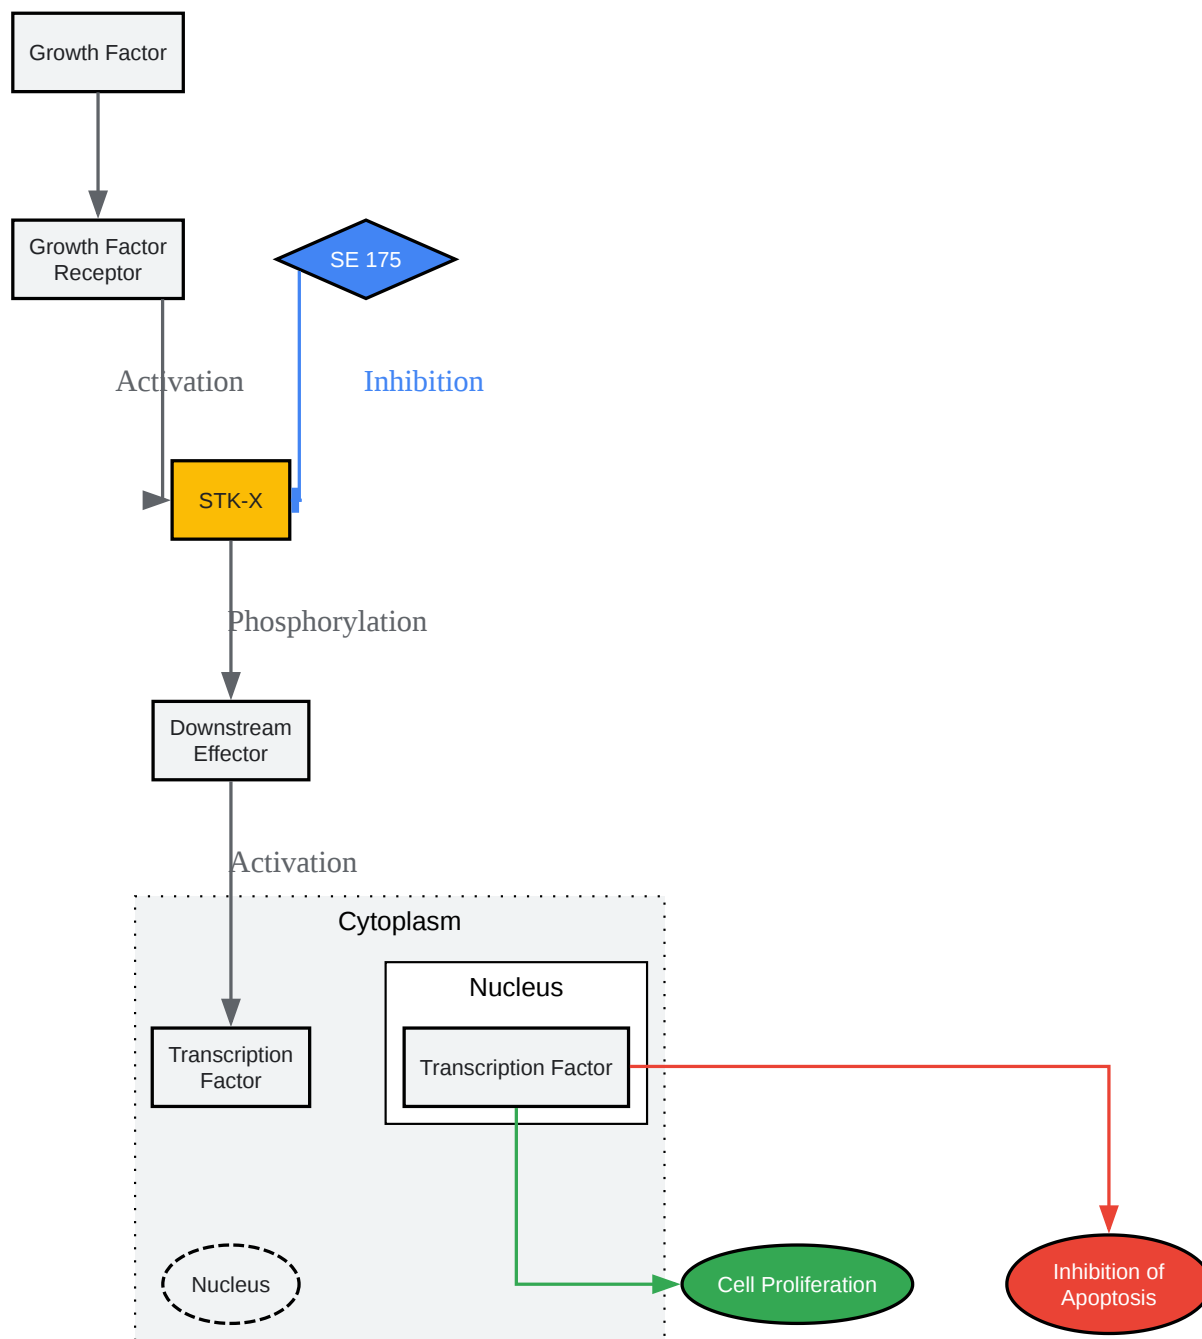 Growth Factor
Growth Factor
Receptor
SE 175
Activation
Inhibition
STK-X
Phosphorylation
Downstream
Effector
Activation
Cytoplasm
Nucleus
Transcription
Factor
Transcription Factor
Nucleus
Cell Proliferation
Inhibition of
Apoptosis